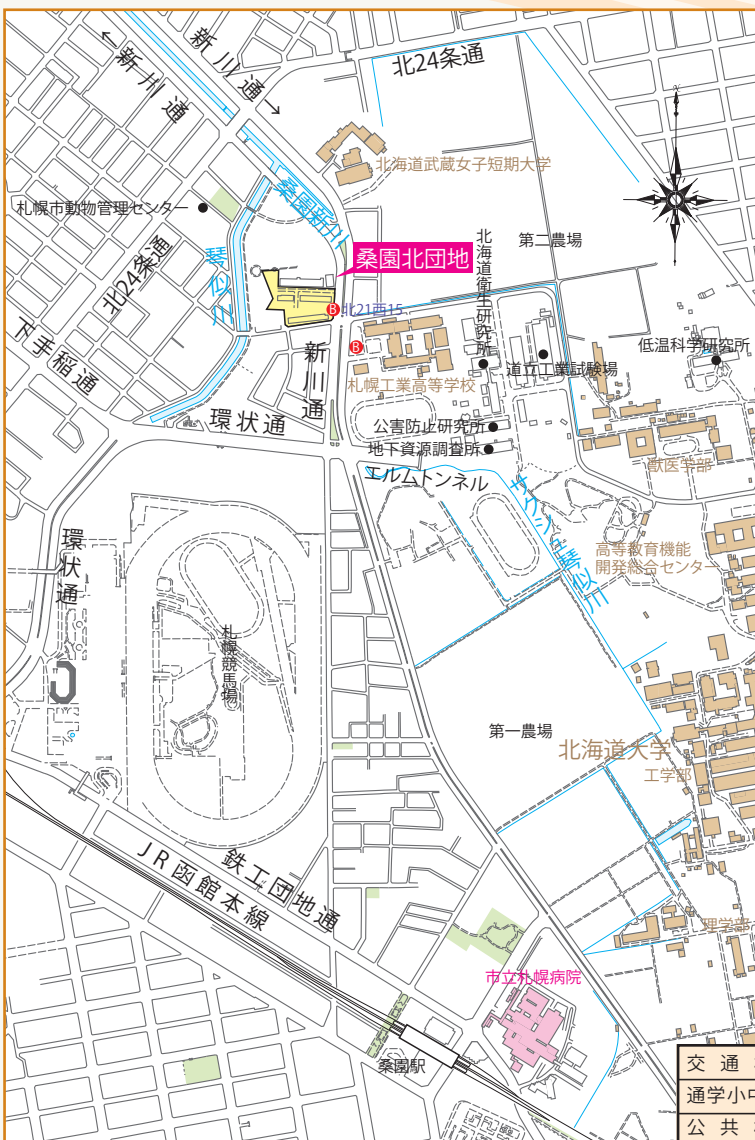 ←新川通
新川通→
北24条通
北海道武蔵女子短期大学
札幌市動物管理センター
桑園新川
第二農場
琴似川
北24条通
桑園北団地
北海道衛生研究所
B
北21西15
B
下手稲通
新川通
札幌工業高等学校
道立工業試験場
低温科学研究所
環状通
公害防止研究所
地下資源調査所
獣医学部
エルムトンネル
サクシュ琴似川
環状通
高等教育機能
開発総合センター
札幌競馬場
第一農場
北海道大学
工学部
鉄工団地通
JR函館本線
理学部
市立札幌病院
桑園駅
交通
通学小中
公共